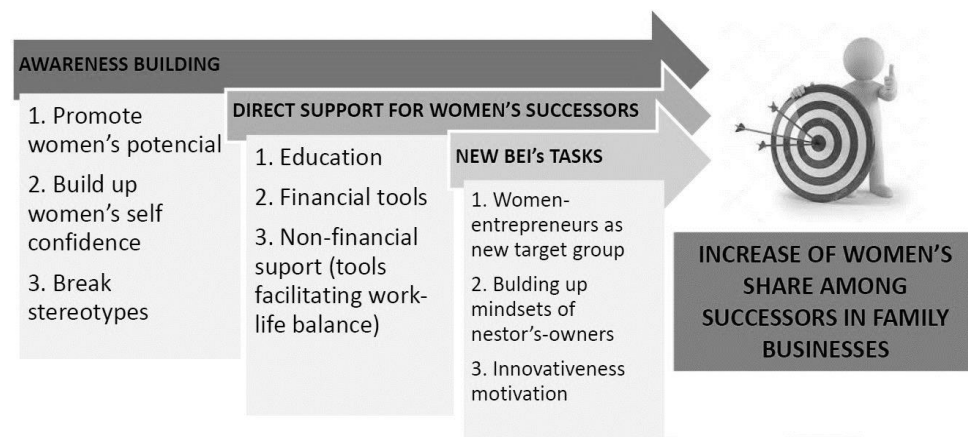 AWARENESS BUILDING
1. Promote
women's potencial
2. Build up
women's self
confidence
3. Break
stereotypes
DIRECT SUPPORT FOR WOMEN'S SUCCESSORS
1. Education
2. Financial tools
3. Non-financial
suport (tools
facilitating work-
life balance)
NEW BEI's TASKS
1. Women-
entrepreneurs as
new target group
2. Bulding up
mindsets of
nestor's-owners
3. Innovativeness
motivation
INCREASE OF WOMEN'S
SHARE AMONG
SUCCESSORS IN FAMILY
BUSINESSES